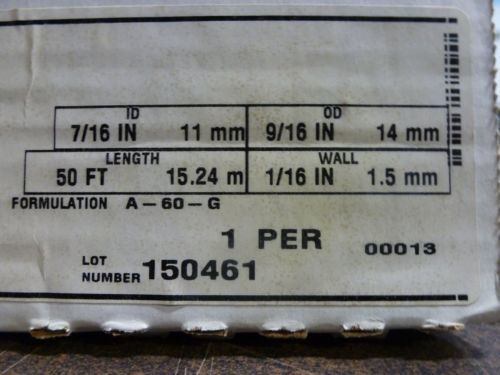 ID OD
7/16 IN 11 mm 9/16 IN 14 mm
LENGTH WALL
50 FT 15.24 m 1/16 IN 1.5 mm
FORMULATION A-60-G
1 PER 00013
LOT
NUMBER 150461